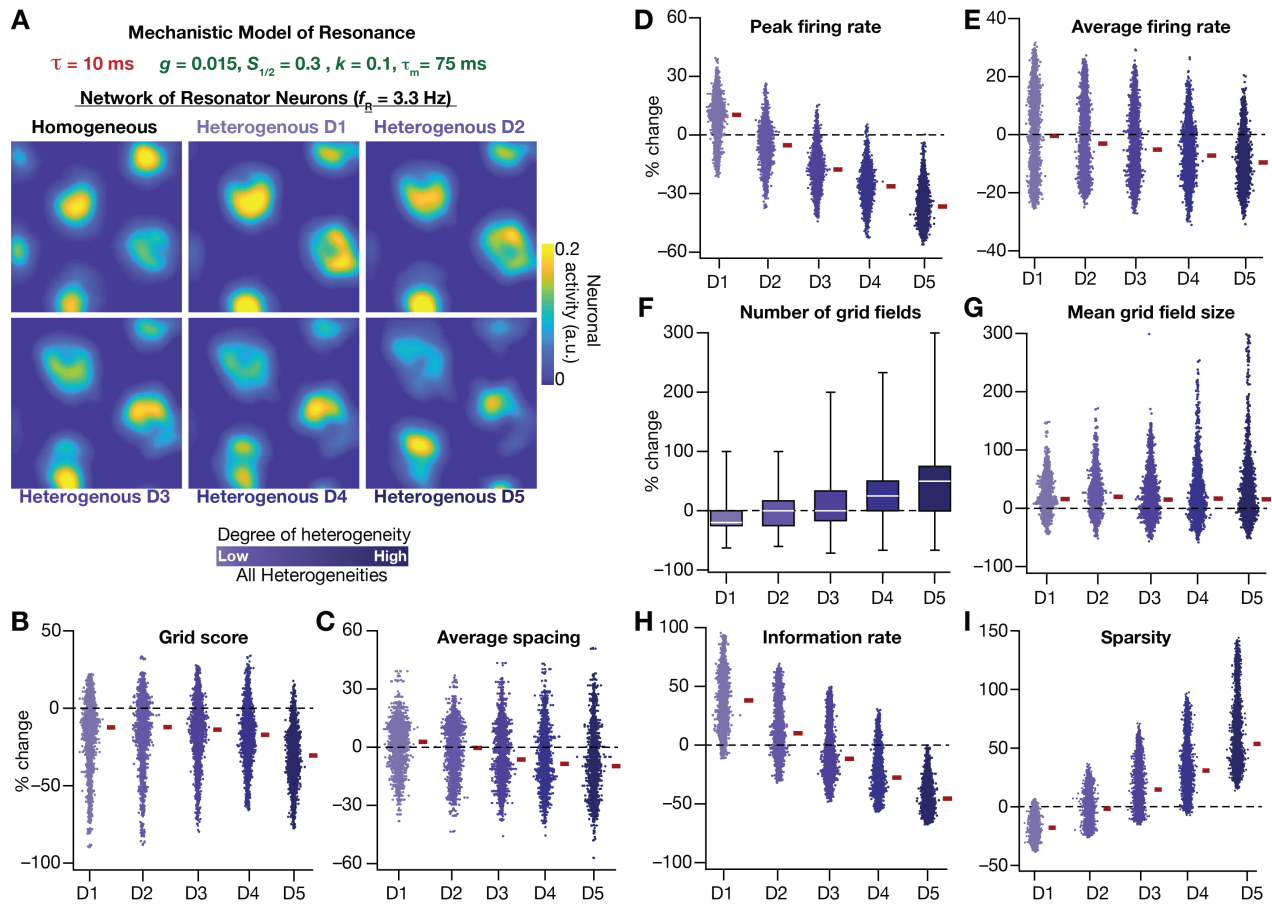 A
Mechanistic Model of Resonance
τ = 10 ms g = 0.015, S1/2 = 0.3 , k = 0.1, τm= 75 ms
Network of Resonator Neurons (fR = 3.3 Hz)
Homogeneous Heterogenous D1 Heterogenous D2
0.2
Neuronal
activity (a.u.)
0
Heterogenous D3 Heterogenous D4 Heterogenous D5
Degree of heterogeneity
Low High
All Heterogeneities
B
Grid score
% change
50
0
−50
−100
D1 D2 D3 D4 D5
C
Average spacing
60
30
0
−30
−60
D1 D2 D3 D4 D5
D
Peak firing rate
% change
60
30
0
−30
−60
D1 D2 D3 D4 D5
E
Average firing rate
40
20
0
−20
−40
D1 D2 D3 D4 D5
F
Number of grid fields
% change
300
200
100
0
−100
D1 D2 D3 D4 D5
G
Mean grid field size
300
200
100
0
−100
D1 D2 D3 D4 D5
H
Information rate
100
50
0
−50
−100
D1 D2 D3 D4 D5
I
Sparsity
150
100
50
0
−50
D1 D2 D3 D4 D5